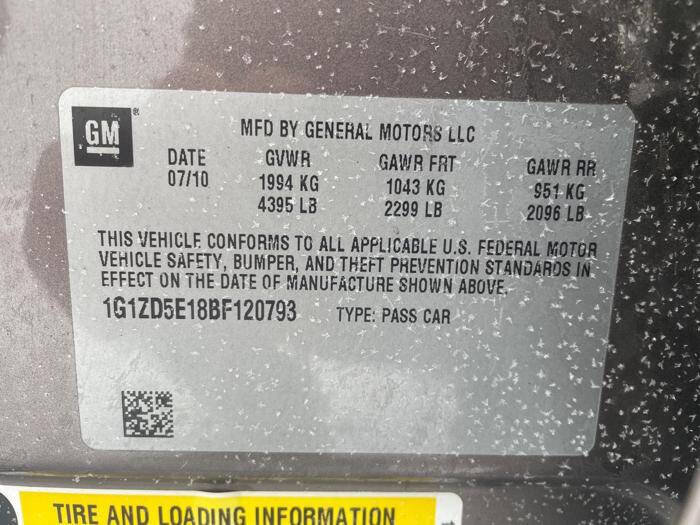 GM ®
MFD BY GENERAL MOTORS LLC
DATE GVWR GAWR FRT GAWR RR
07/10 1994 KG 1043 KG 951 KG
4395 LB 2299 LB 2096 LB
THIS VEHICLE CONFORMS TO ALL APPLICABLE U.S. FEDERAL MOTOR
VEHICLE SAFETY, BUMPER, AND THEFT PREVENTION STANDARDS IN
EFFECT ON THE DATE OF MANUFACTURE SHOWN ABOVE.
1G1ZD5E18BF120793 TYPE: PASS CAR
TIRE AND LOADING INFORMATION